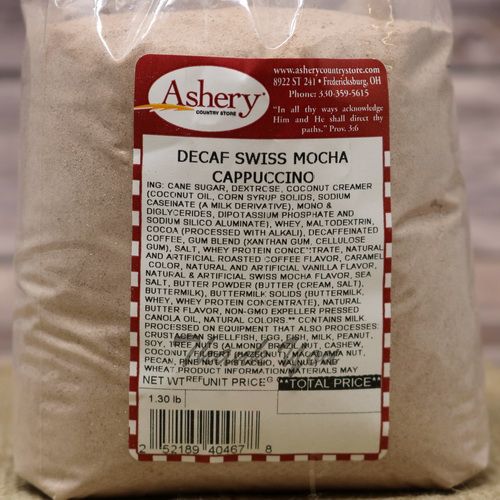 Ashery
COUNTRY STORE
www.asherycountrystore.com
8922 ST 241 • Fredericksburg, OH
Phone: 330-359-5615
"In all thy ways acknowledge
Him and He shall direct thy
paths." Prov. 3:6
DECAF SWISS MOCHA
CAPPUCCINO
ING: CANE SUGAR, DEXTROSE, COCONUT CREAMER
(COCONUT OIL, CORN SYRUP SOLIDS, SODIUM
CASEINATE (A MILK DERIVATIVE), MONO &
DIGLYCERIDES, DIPOTASSIUM PHOSPHATE AND
SODIUM SILICO ALUMINATE), WHEY, MALTODEXTRIN,
COCOA (PROCESSED WITH ALKALI), DECAFFEINATED
COFFEE, GUM BLEND (XANTHAN GUM, CELLULOSE
GUM), SALT, WHEY PROTEIN CONCETRATE, NATURAL
AND ARTIFICIAL ROASTED COFFEE FLAVOR, CARAMEL
COLOR, NATURAL AND ARTIFICIAL VANILLA FLAVOR,
NATURAL & ARTIFICIAL SWISS MOCHA FLAVOR, SEA
SALT, BUTTER POWDER (BUTTER (CREAM, SALT),
BUTTERMILK), BUTTERMILK SOLIDS (BUTTERMILK,
WHEY, WHEY PROTEIN CONCENTRATE), NATURAL
BUTTER FLAVOR, NON-GMO EXPELLER PRESSED
CANOLA OIL, NATURAL COLORS.** CONTAINS MILK.
PROCESSED ON EQUIPMENT THAT ALSO PROCESSES:
CRUSTACEAN SHELLFISH, EGG, FISH, MILK, PEANUT,
SOY, TREE NUTS (ALMOND, BRAZIL NUT, CASHEW,
COCONUT, FILBERT (HAZELNUT), MACADAMIA NUT,
PECAN, PINE NUT, PISTACHIO, WALNUT) AND
WHEAT PRODUCT INFORMATION/MATERIALS MAY
NET WT UNIT PRICE **TOTAL PRICE**
1.30 lb
2 52189 40467 8